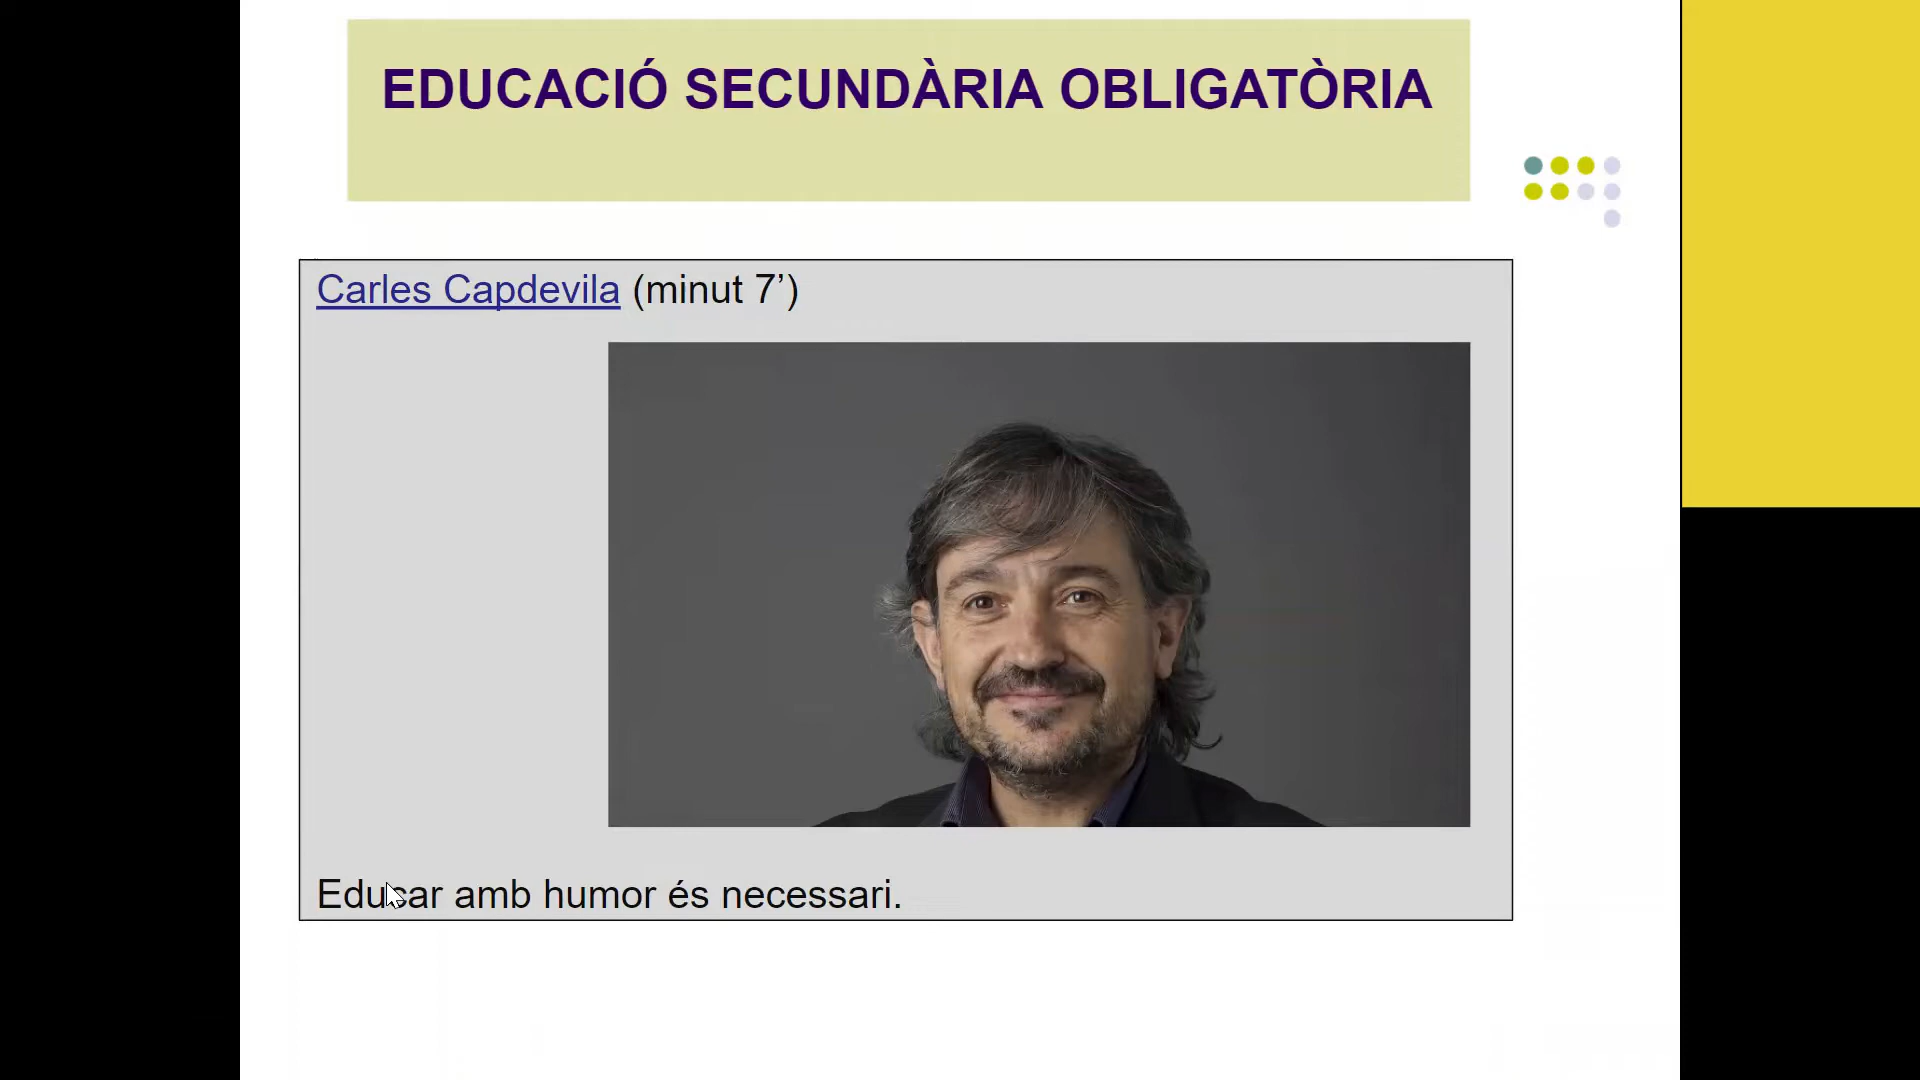 EDUCACIÓ SECUNDÀRIA OBLIGATÒRIA
Carles Capdevila (minut 7’)
Educar amb humor és necessari.